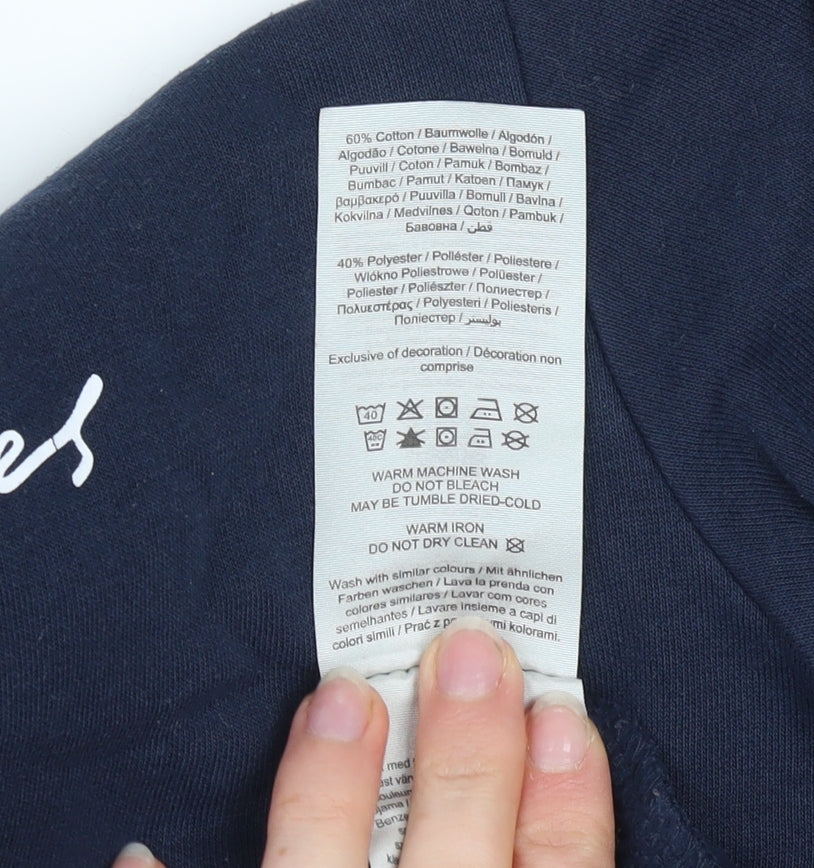 60% Cotton / Baumwolle / Algodón /
Algodão / Cotone / Bawełna / Bomuld /
Puuvill / Coton / Pamuk / Bombaz /
Bumbac / Pamut / Katoen / Памук /
βαμβακερό / Puuvilla / Bomull / Bavlna /
Kokvilna / Medvilnes / Qoton / Pambuk /
Бавовна / قطن
40% Polyester / Poliéster / Poliestere /
Włókno Poliestrowe / Polüester /
Poliester / Poliészter / Полиестер /
Πολυεστέρας / Polyesteri / Poliesteris /
Поліестер / بوليستر
Exclusive of decoration / Décoration non
comprise
40
40C
WARM MACHINE WASH
DO NOT BLEACH
MAY BE TUMBLE DRIED-COLD
WARM IRON
DO NOT DRY CLEAN
Wash with similar colours / Mit ähnlichen
Farben waschen / Lava la prenda con
colores similares / Lavar com cores
semelhantes / Lavare insieme a capi di
colori simili / Prać z kolorami.
es
med